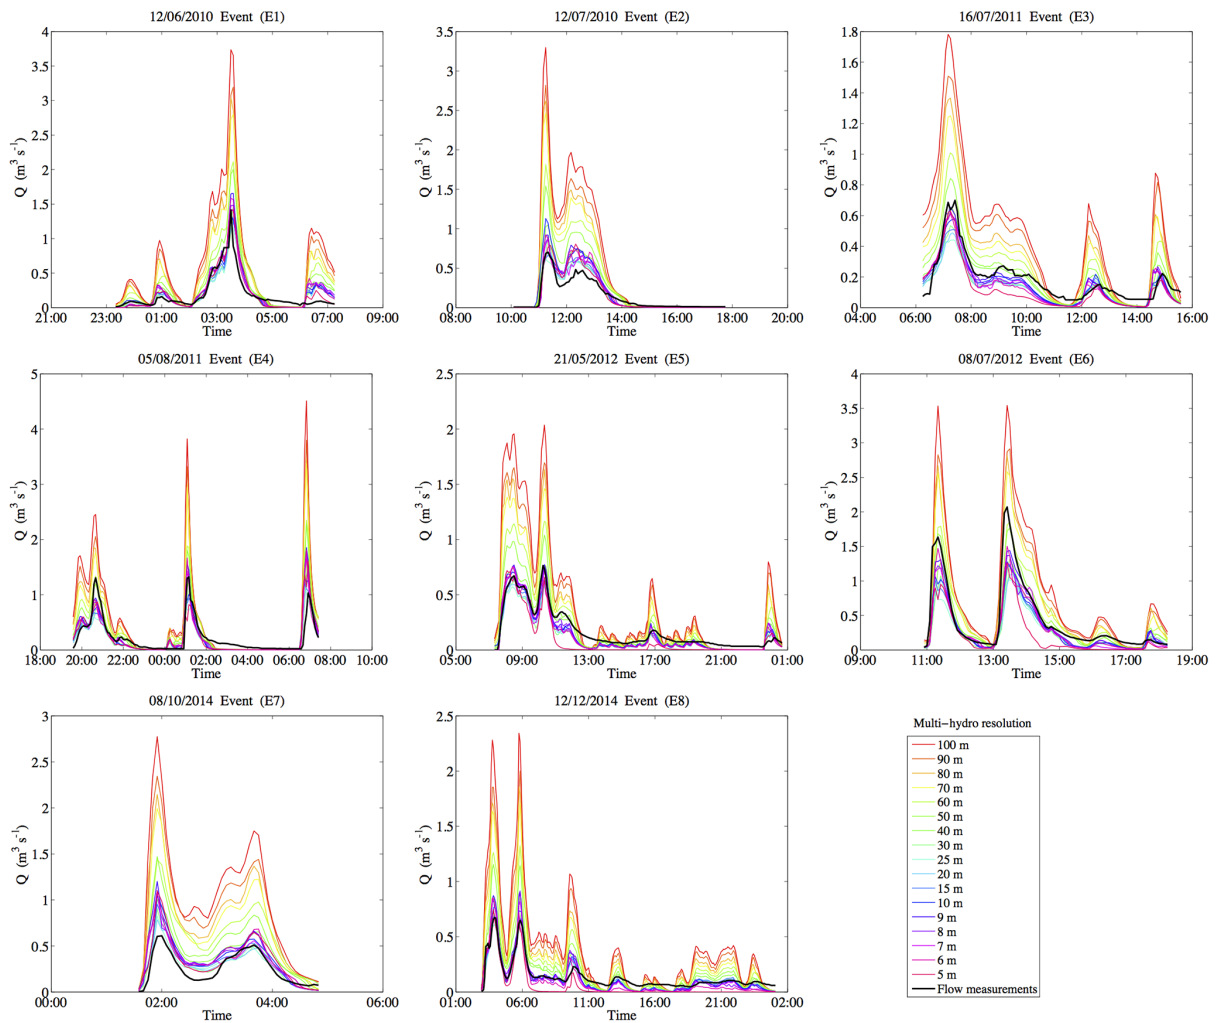 12/06/2010 Event (E1)
4
3.5
3
2.5
2
1.5
1
0.5
0
Q (m³ s⁻¹)
21:00 23:00 01:00 03:00 05:00 07:00 09:00
Time
12/07/2010 Event (E2)
3.5
3
2.5
2
1.5
1
0.5
0
Q (m³ s⁻¹)
08:00 10:00 12:00 14:00 16:00 18:00 20:00
Time
16/07/2011 Event (E3)
1.8
1.6
1.4
1.2
1
0.8
0.6
0.4
0.2
0
Q (m³ s⁻¹)
04:00 06:00 08:00 10:00 12:00 14:00 16:00
Time
05/08/2011 Event (E4)
5
4
3
2
1
0
Q (m³ s⁻¹)
18:00 20:00 22:00 00:00 02:00 04:00 06:00 08:00 10:00
Time
21/05/2012 Event (E5)
2.5
2
1.5
1
0.5
0
Q (m³ s⁻¹)
05:00 09:00 13:00 17:00 21:00 01:00
Time
08/07/2012 Event (E6)
4
3.5
3
2.5
2
1.5
1
0.5
0
Q (m³ s⁻¹)
09:00 11:00 13:00 15:00 17:00 19:00
Time
08/10/2014 Event (E7)
3
2.5
2
1.5
1
0.5
0
Q (m³ s⁻¹)
00:00 02:00 04:00 06:00
Time
12/12/2014 Event (E8)
2.5
2
1.5
1
0.5
0
Q (m³ s⁻¹)
01:00 06:00 11:00 16:00 21:00 02:00
Time
Multi−hydro resolution
100 m
90 m
80 m
70 m
60 m
50 m
40 m
30 m
25 m
20 m
15 m
10 m
9 m
8 m
7 m
6 m
5 m
Flow measurements